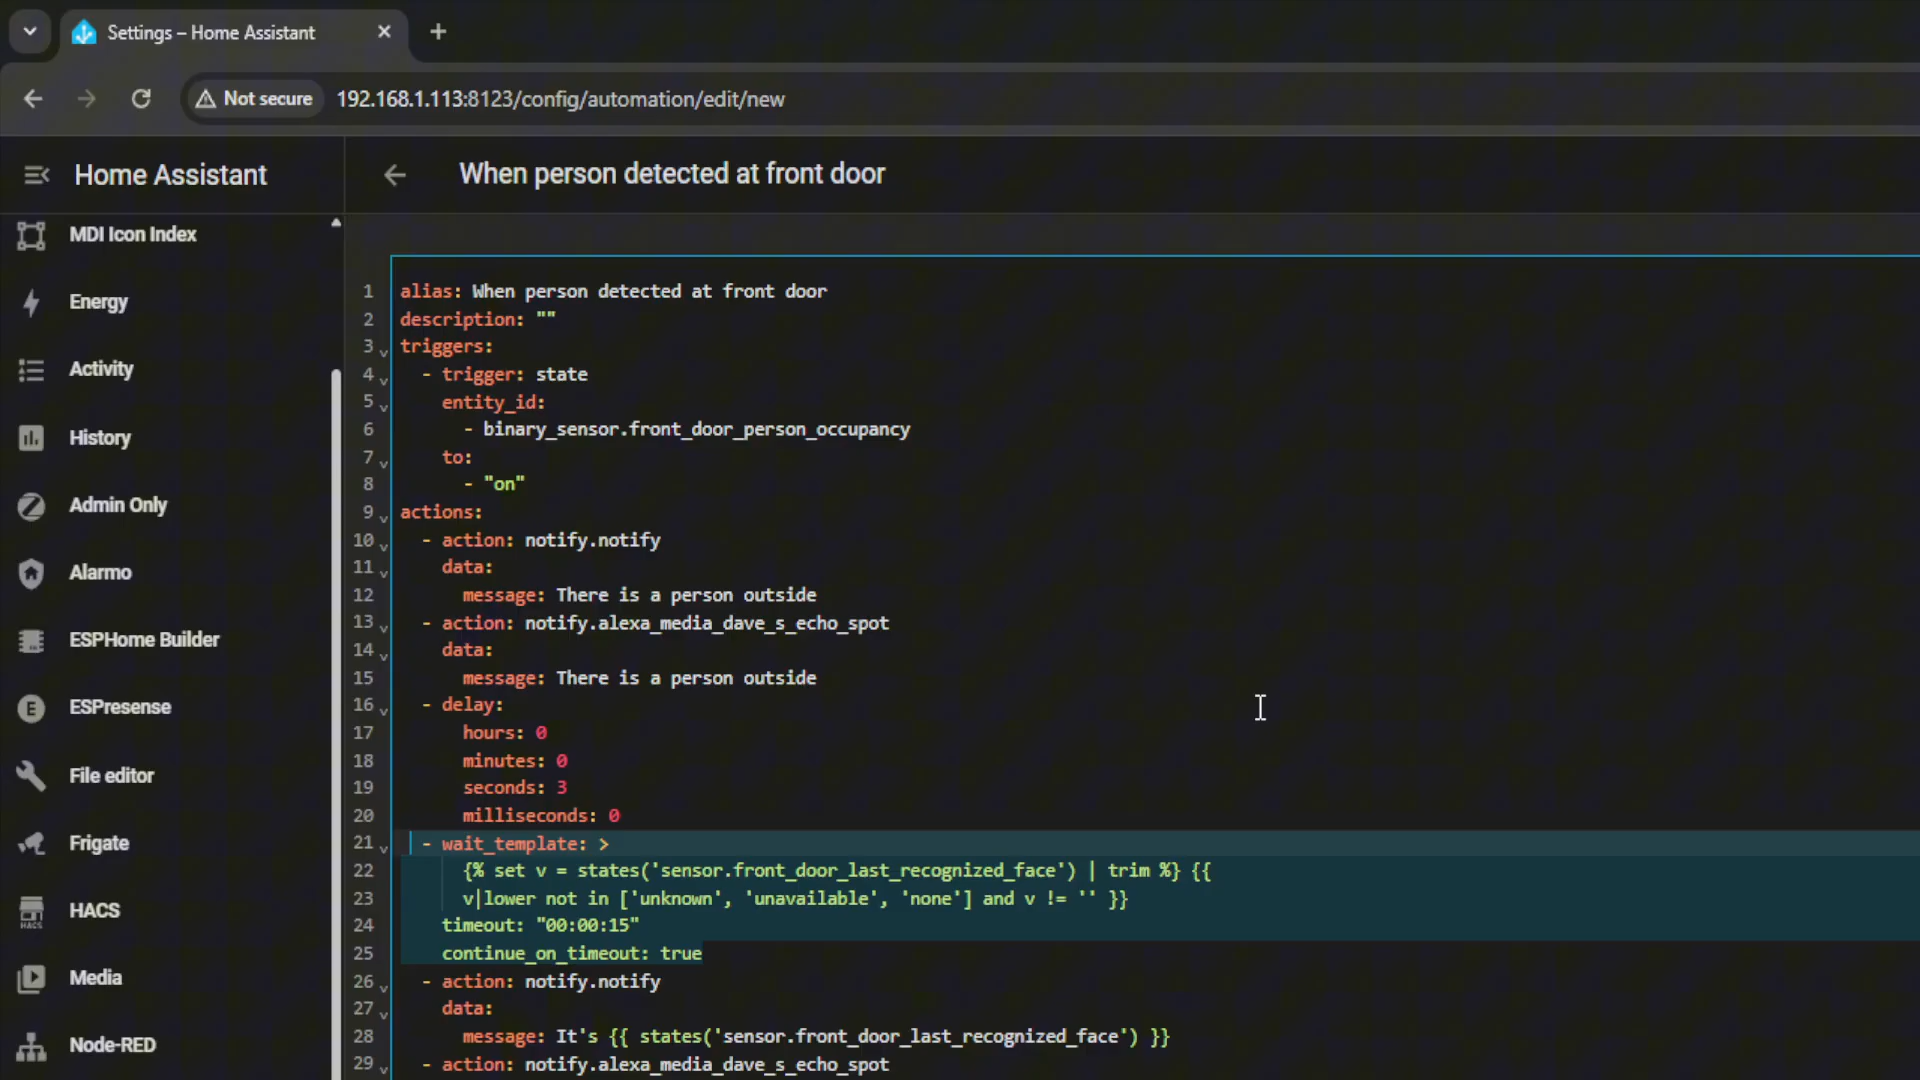 Settings – Home Assistant
Not secure
192.168.1.113:8123/config/automation/edit/new
Home Assistant
When person detected at front door
MDI Icon Index
Energy
Activity
History
Admin Only
Alarmo
ESPHome Builder
ESPresense
File editor
Frigate
HACS
Media
Node-RED
1 alias: When person detected at front door
2 description: ""
3 triggers:
4 - trigger: state
5 entity_id:
6 - binary_sensor.front_door_person_occupancy
7 to:
8 - "on"
9 actions:
10 - action: notify.notify
11 data:
12 message: There is a person outside
13 - action: notify.alexa_media_dave_s_echo_spot
14 data:
15 message: There is a person outside
16 - delay:
17 hours: 0
18 minutes: 0
19 seconds: 3
20 milliseconds: 0
21 - wait_template: >
22 {% set v = states('sensor.front_door_last_recognized_face') | trim %} {{
23 v|lower not in ['unknown', 'unavailable', 'none'] and v != '' }}
24 timeout: "00:00:15"
25 continue_on_timeout: true
26 - action: notify.notify
27 data:
28 message: It's {{ states('sensor.front_door_last_recognized_face') }}
29 - action: notify.alexa_media_dave_s_echo_spot